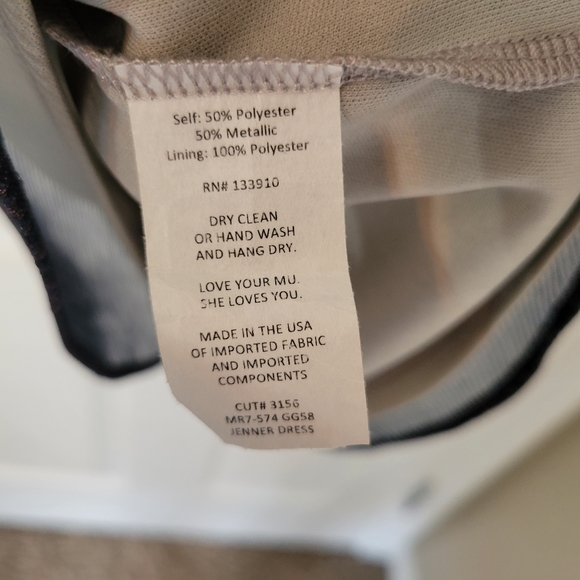 Self: 50% Polyester
50% Metallic
Lining: 100% Polyester
RN# 133910
DRY CLEAN
OR HAND WASH
AND HANG DRY.
LOVE YOUR MU.
SHE LOVES YOU.
MADE IN THE USA
OF IMPORTED FABRIC
AND IMPORTED
COMPONENTS
CUT# 3156
MR7-574 GG58
JENNER DRESS